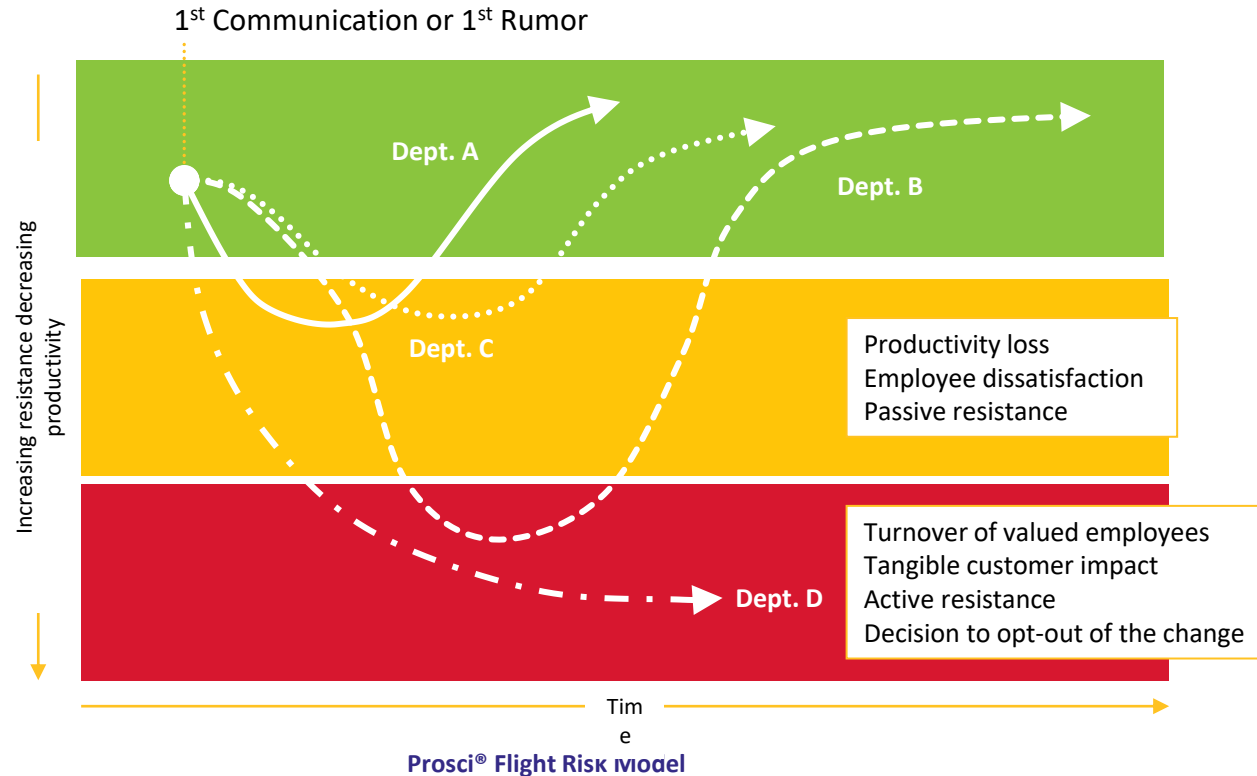 1st Communication or 1st Rumor
Dept. A
Dept. B
Dept. C
Increasing resistance decreasing
productivity
Productivity loss
Employee dissatisfaction
Passive resistance
Turnover of valued employees
Tangible customer impact
Active resistance
Decision to opt-out of the change
Dept. D
Tim
e
Prosci® Flight Risk Model